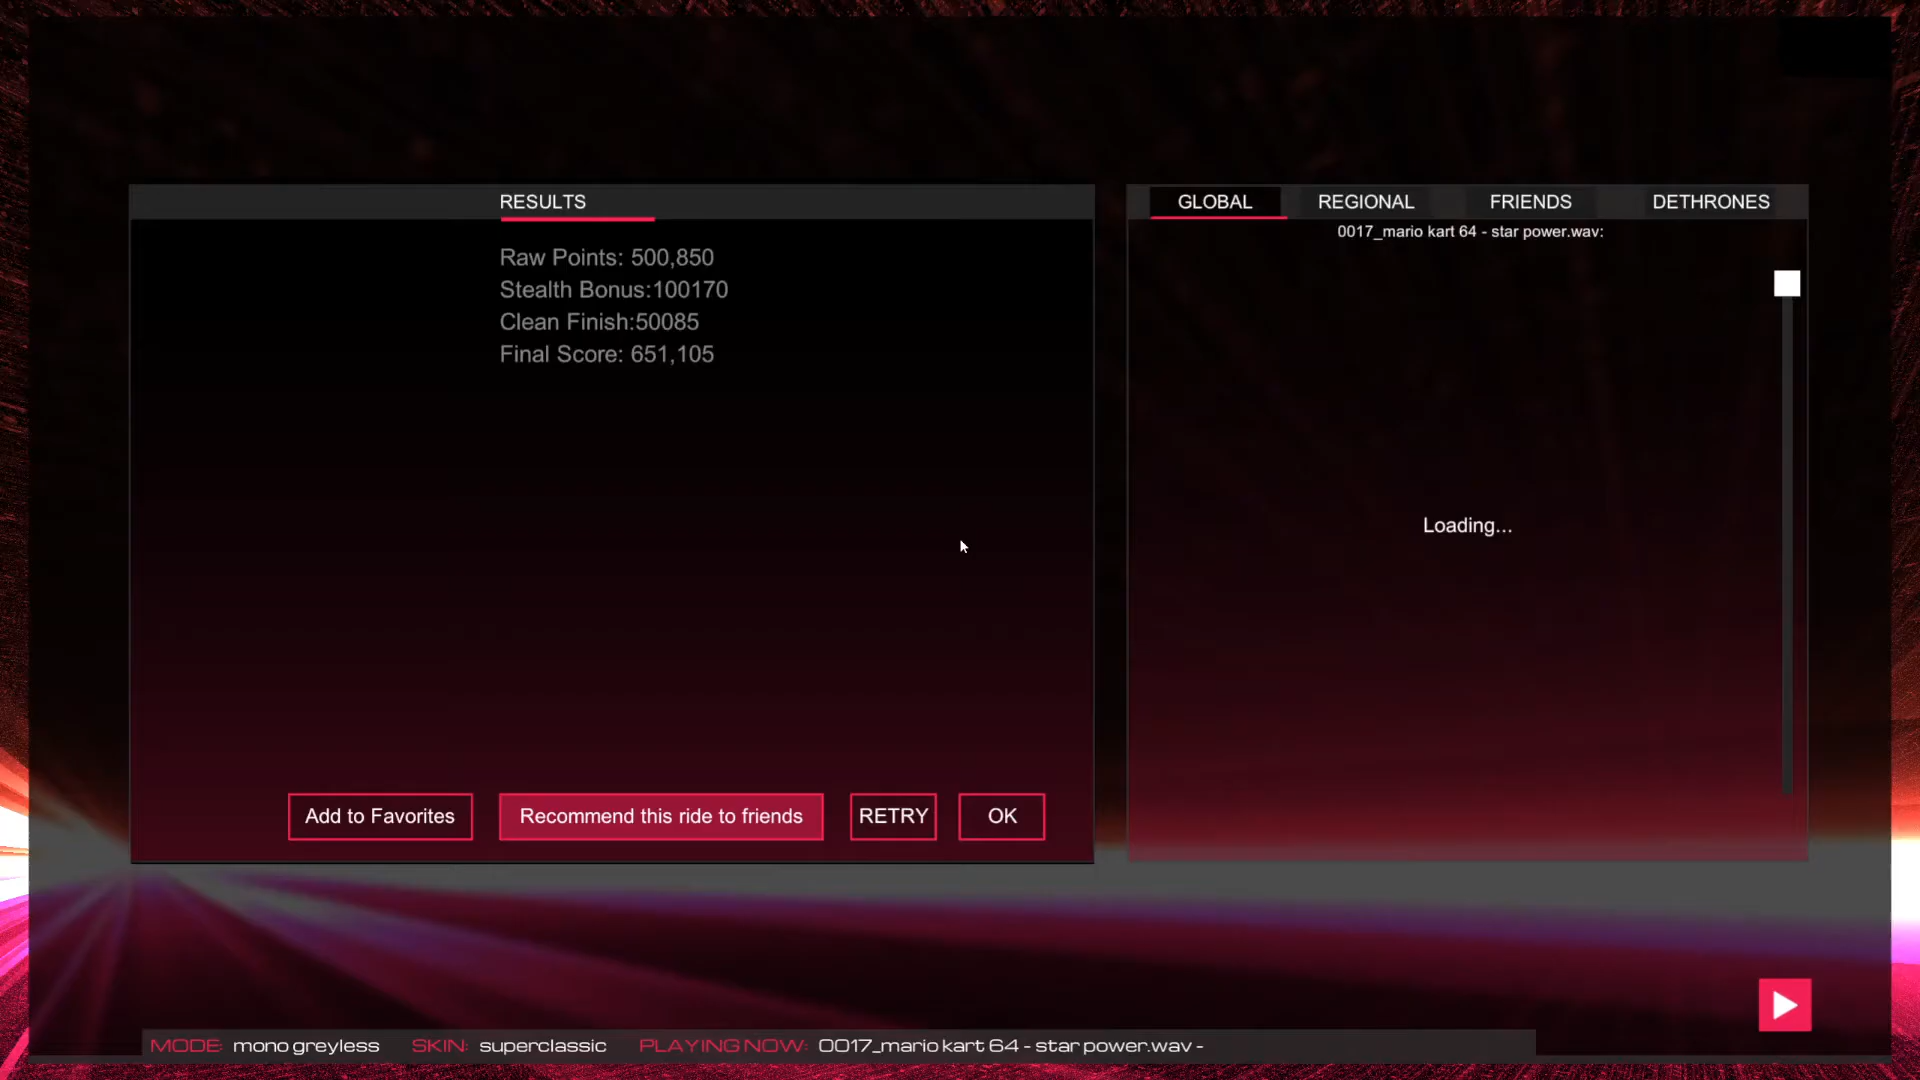 RESULTS
Raw Points: 500,850
Stealth Bonus:100170
Clean Finish:50085
Final Score: 651,105
Add to Favorites
Recommend this ride to friends
RETRY
OK
GLOBAL REGIONAL FRIENDS DETHRONES
0017_mario kart 64 - star power.wav:
Loading...
MODE: mono greyless SKIN: superclassic PLAYING NOW: 0017_mario kart 64 - star power.wav -